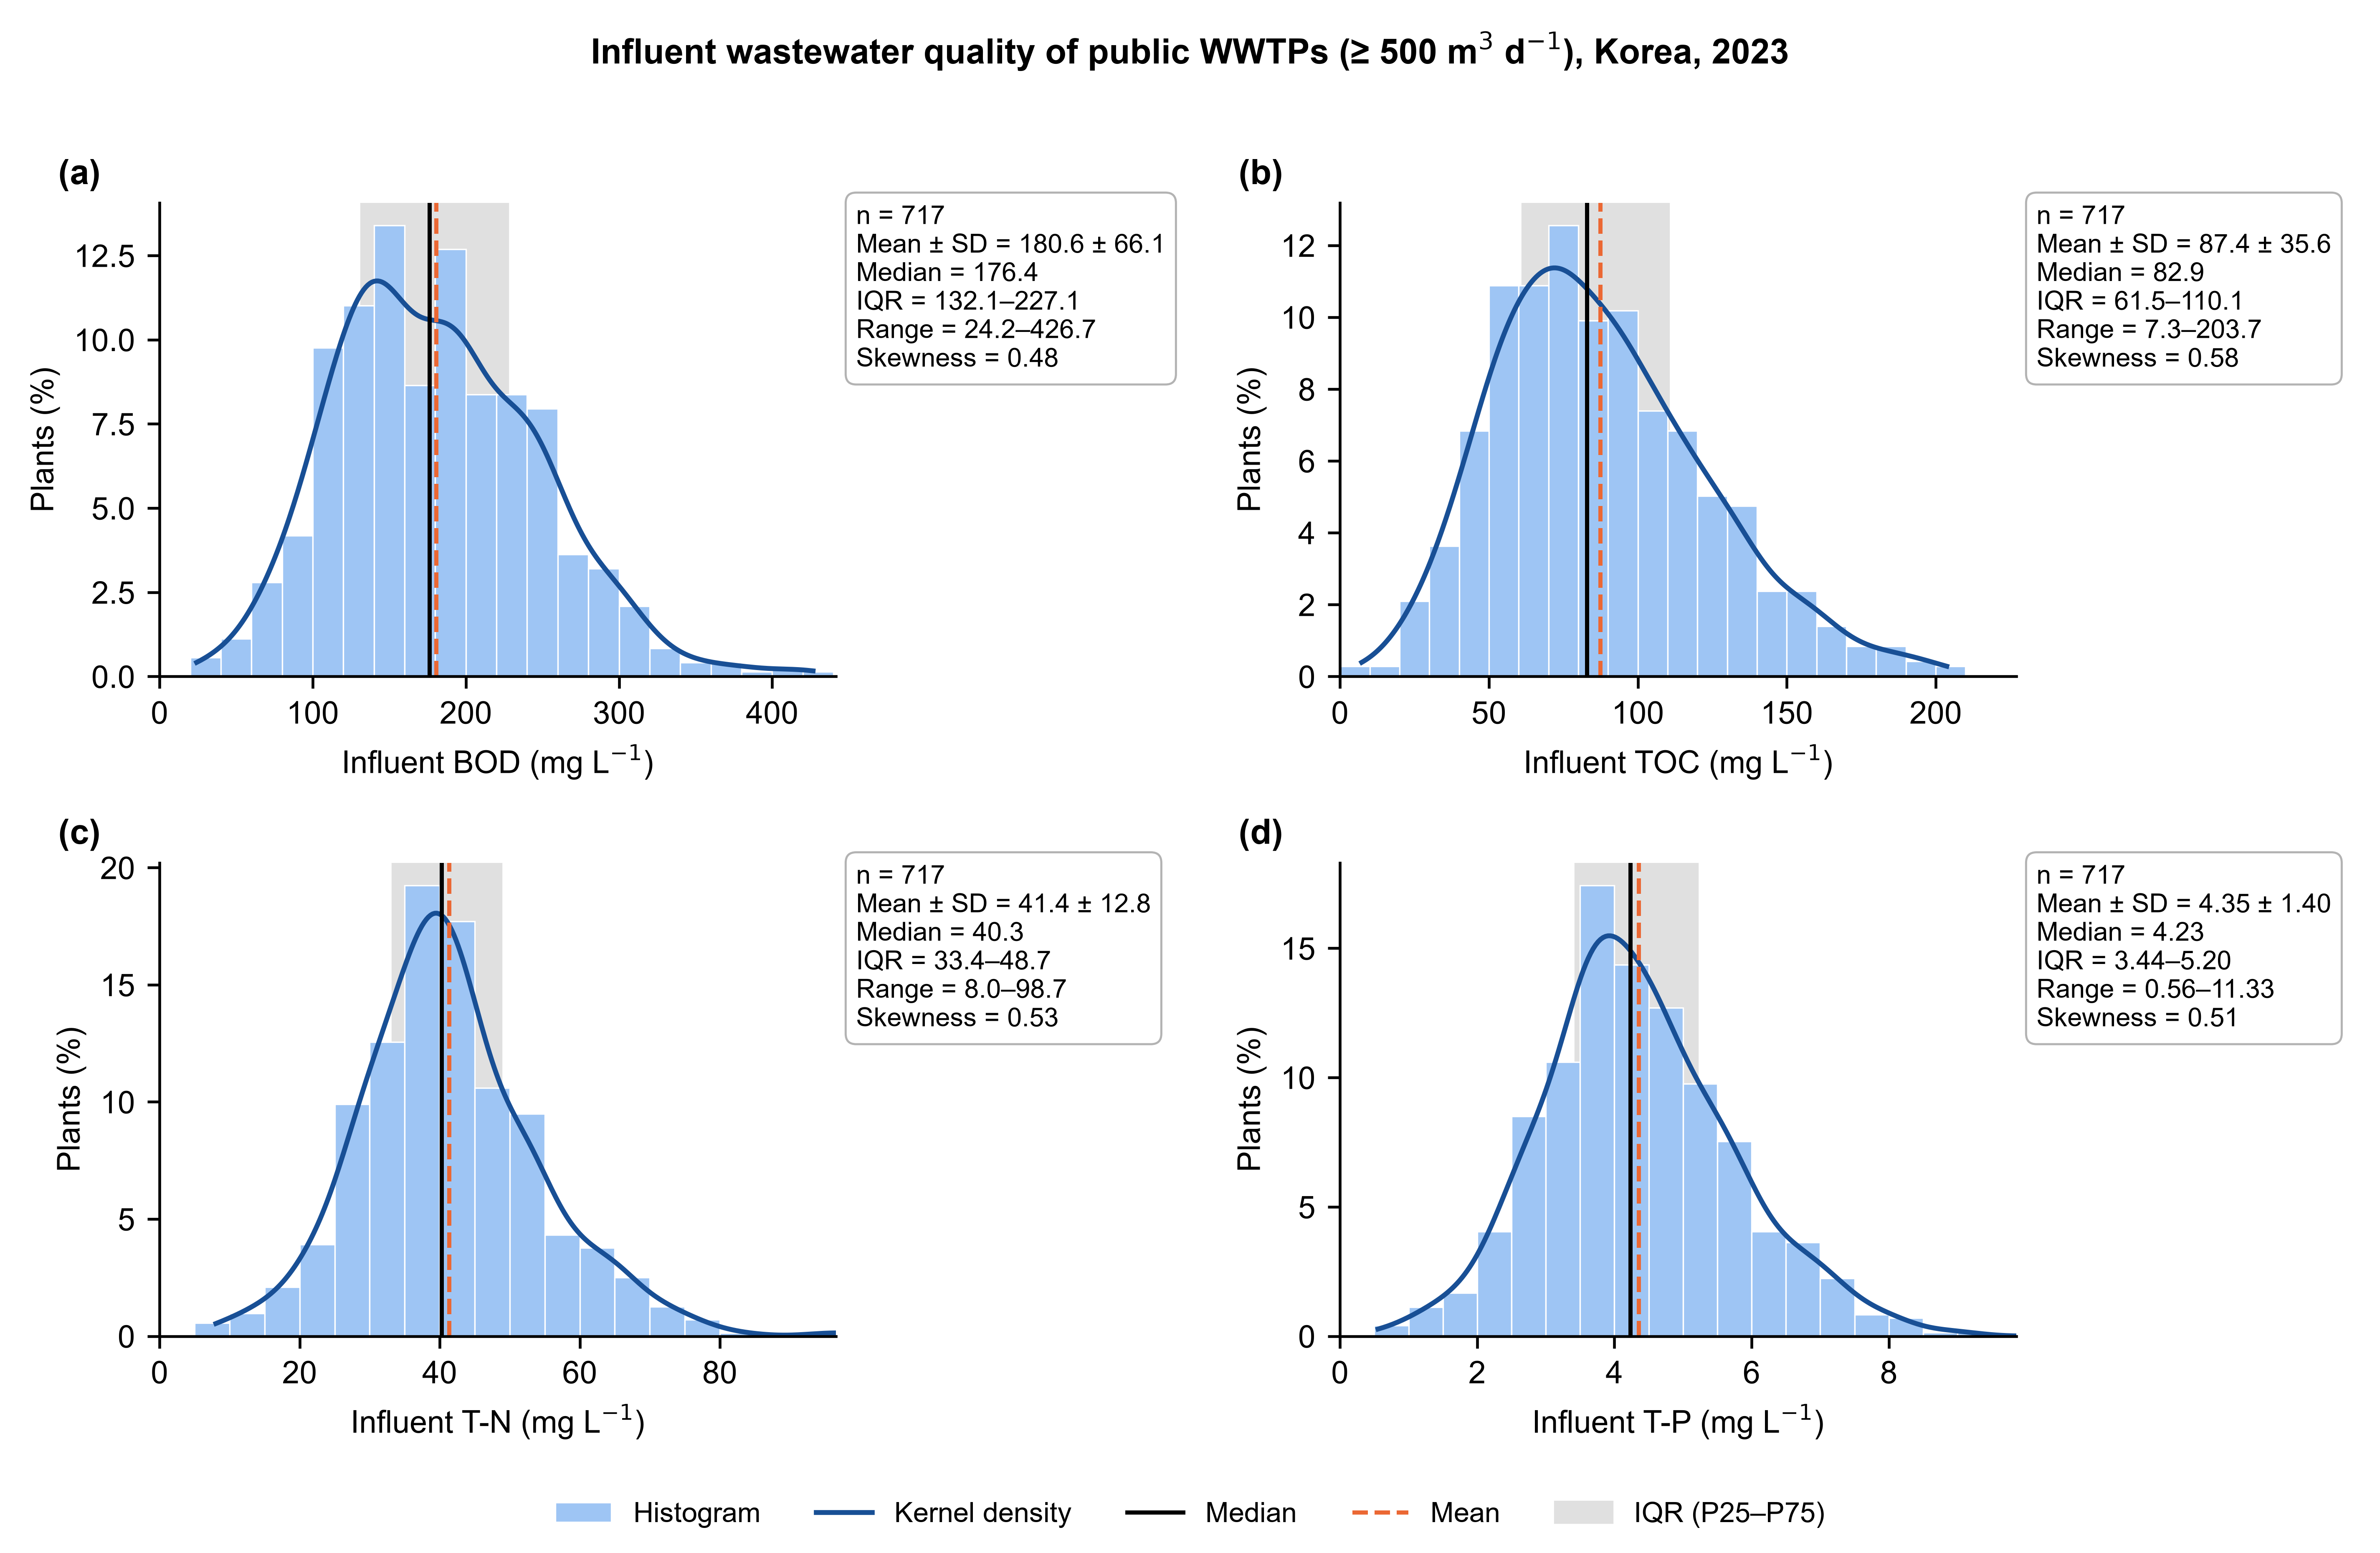 Influent wastewater quality of public WWTPs (≥ 500 m³ d⁻¹), Korea, 2023
(a)
12.5
10.0
7.5
5.0
2.5
0.0
Plants (%)
0 100 200 300 400
Influent BOD (mg L⁻¹)
n = 717
Mean ± SD = 180.6 ± 66.1
Median = 176.4
IQR = 132.1–227.1
Range = 24.2–426.7
Skewness = 0.48
(b)
12
10
8
6
4
2
0
Plants (%)
0 50 100 150 200
Influent TOC (mg L⁻¹)
n = 717
Mean ± SD = 87.4 ± 35.6
Median = 82.9
IQR = 61.5–110.1
Range = 7.3–203.7
Skewness = 0.58
(c)
20
15
10
5
0
Plants (%)
0 20 40 60 80
Influent T-N (mg L⁻¹)
n = 717
Mean ± SD = 41.4 ± 12.8
Median = 40.3
IQR = 33.4–48.7
Range = 8.0–98.7
Skewness = 0.53
(d)
15
10
5
0
Plants (%)
0 2 4 6 8
Influent T-P (mg L⁻¹)
n = 717
Mean ± SD = 4.35 ± 1.40
Median = 4.23
IQR = 3.44–5.20
Range = 0.56–11.33
Skewness = 0.51
Histogram Kernel density Median Mean IQR (P25–P75)